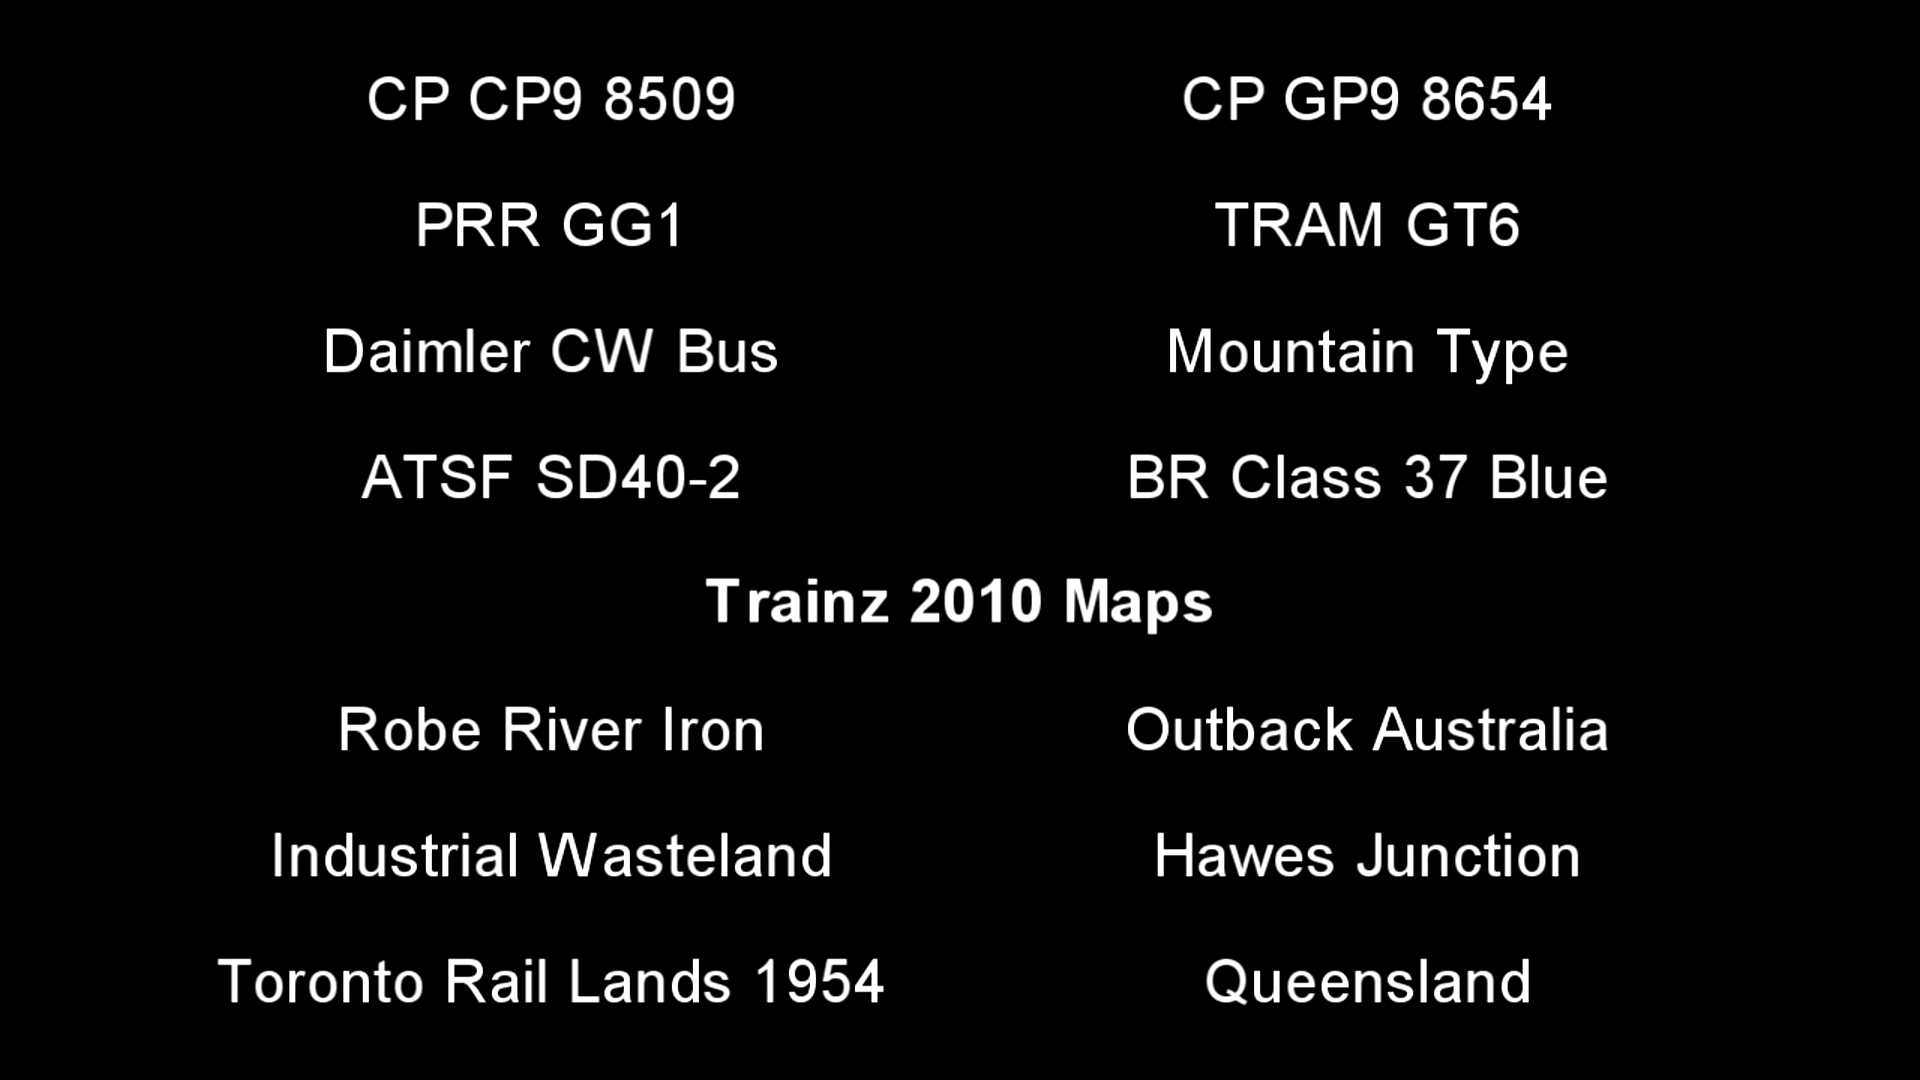 CP CP9 8509 CP GP9 8654
PRR GG1 TRAM GT6
Daimler CW Bus Mountain Type
ATSF SD40-2 BR Class 37 Blue
Trainz 2010 Maps
Robe River Iron Outback Australia
Industrial Wasteland Hawes Junction
Toronto Rail Lands 1954 Queensland